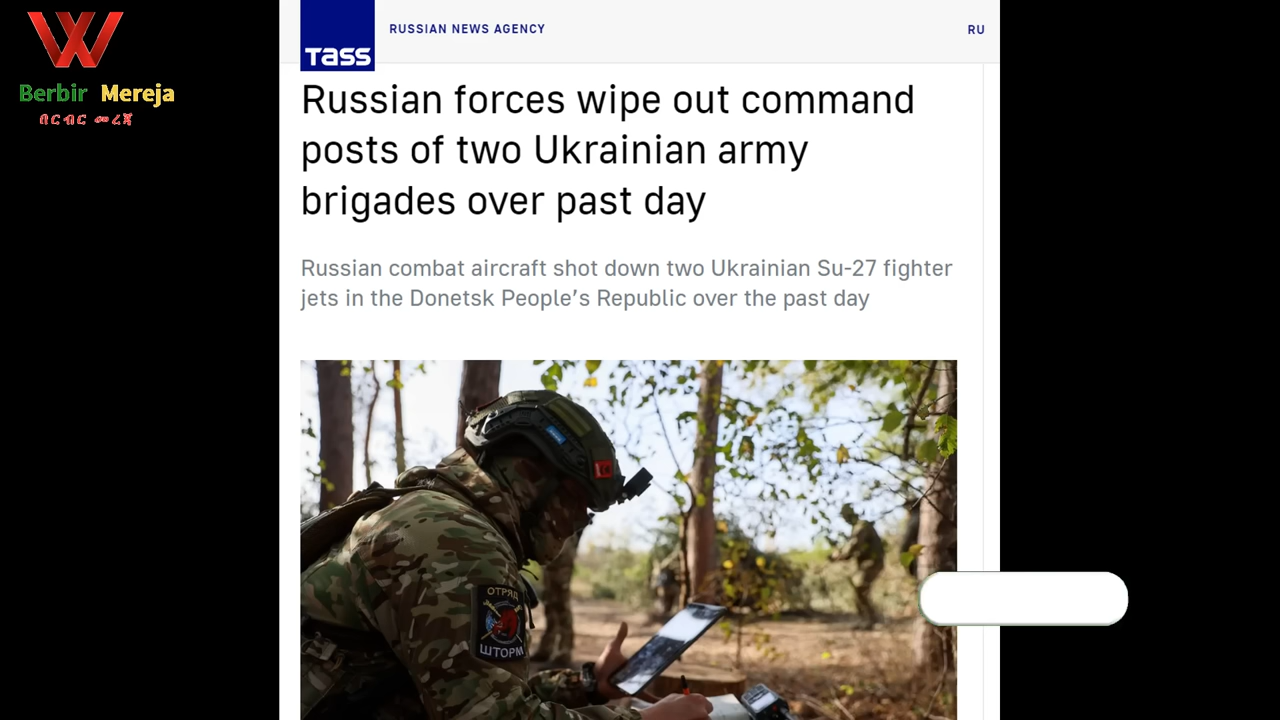 Berbir Mereja
በርብር መረጃ
TASS
RUSSIAN NEWS AGENCY
RU
Russian forces wipe out command
posts of two Ukrainian army
brigades over past day
Russian combat aircraft shot down two Ukrainian Su-27 fighter
jets in the Donetsk People’s Republic over the past day
ОТРЯД
ШТОРМ